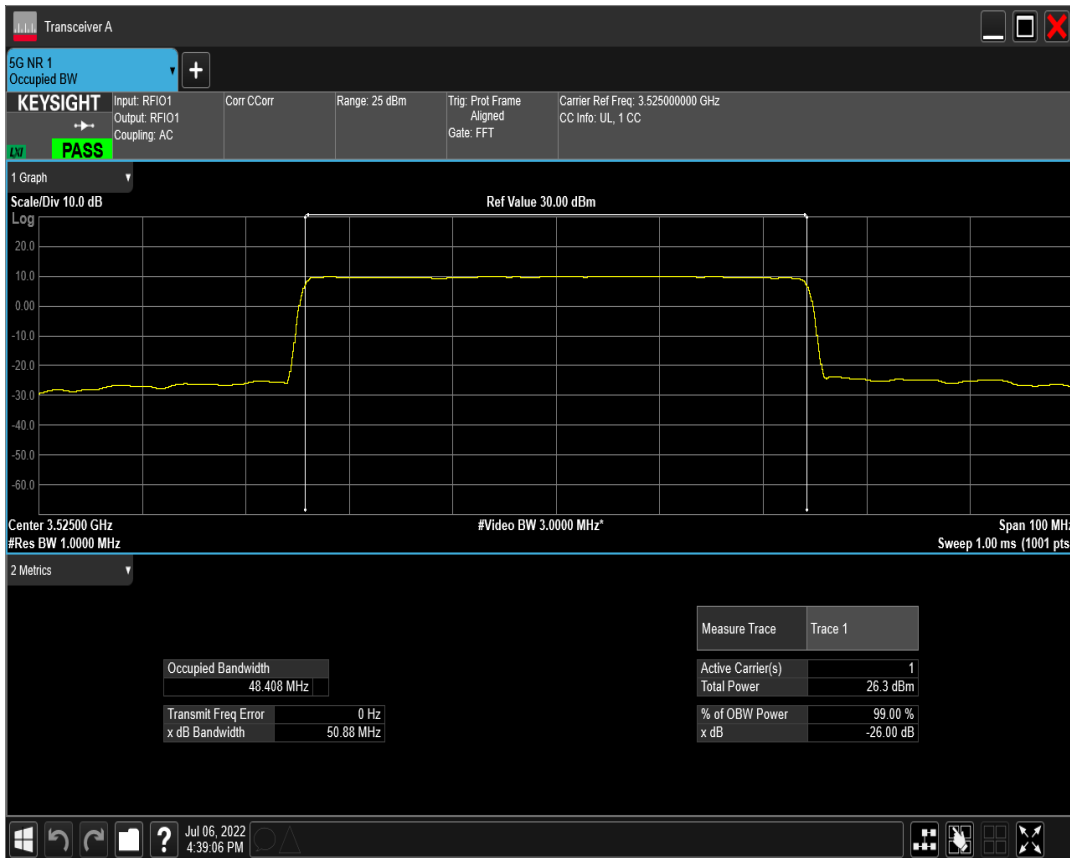 Transceiver A
5G NR 1
Occupied BW
+
KEYSIGHT
LXI
PASS
Input: RFIO1
Output: RFIO1
Coupling: AC
Corr CCorr
Range: 25 dBm
Trig: Prot Frame
Aligned
Gate: FFT
Carrier Ref Freq: 3.525000000 GHz
CC Info: UL, 1 CC
1 Graph
Scale/Div 10.0 dB
Ref Value 30.00 dBm
Log
20.0
10.0
0.00
-10.0
-20.0
-30.0
-40.0
-50.0
-60.0
Center 3.52500 GHz
#Video BW 3.0000 MHz*
Span 100 MHz
#Res BW 1.0000 MHz
Sweep 1.00 ms (1001 pts
2 Metrics
Measure Trace Trace 1
Occupied Bandwidth
48.408 MHz
Active Carrier(s) 1
Total Power 26.3 dBm
Transmit Freq Error 0 Hz
x dB Bandwidth 50.88 MHz
% of OBW Power 99.00 %
x dB -26.00 dB
?
Jul 06, 2022
4:39:06 PM